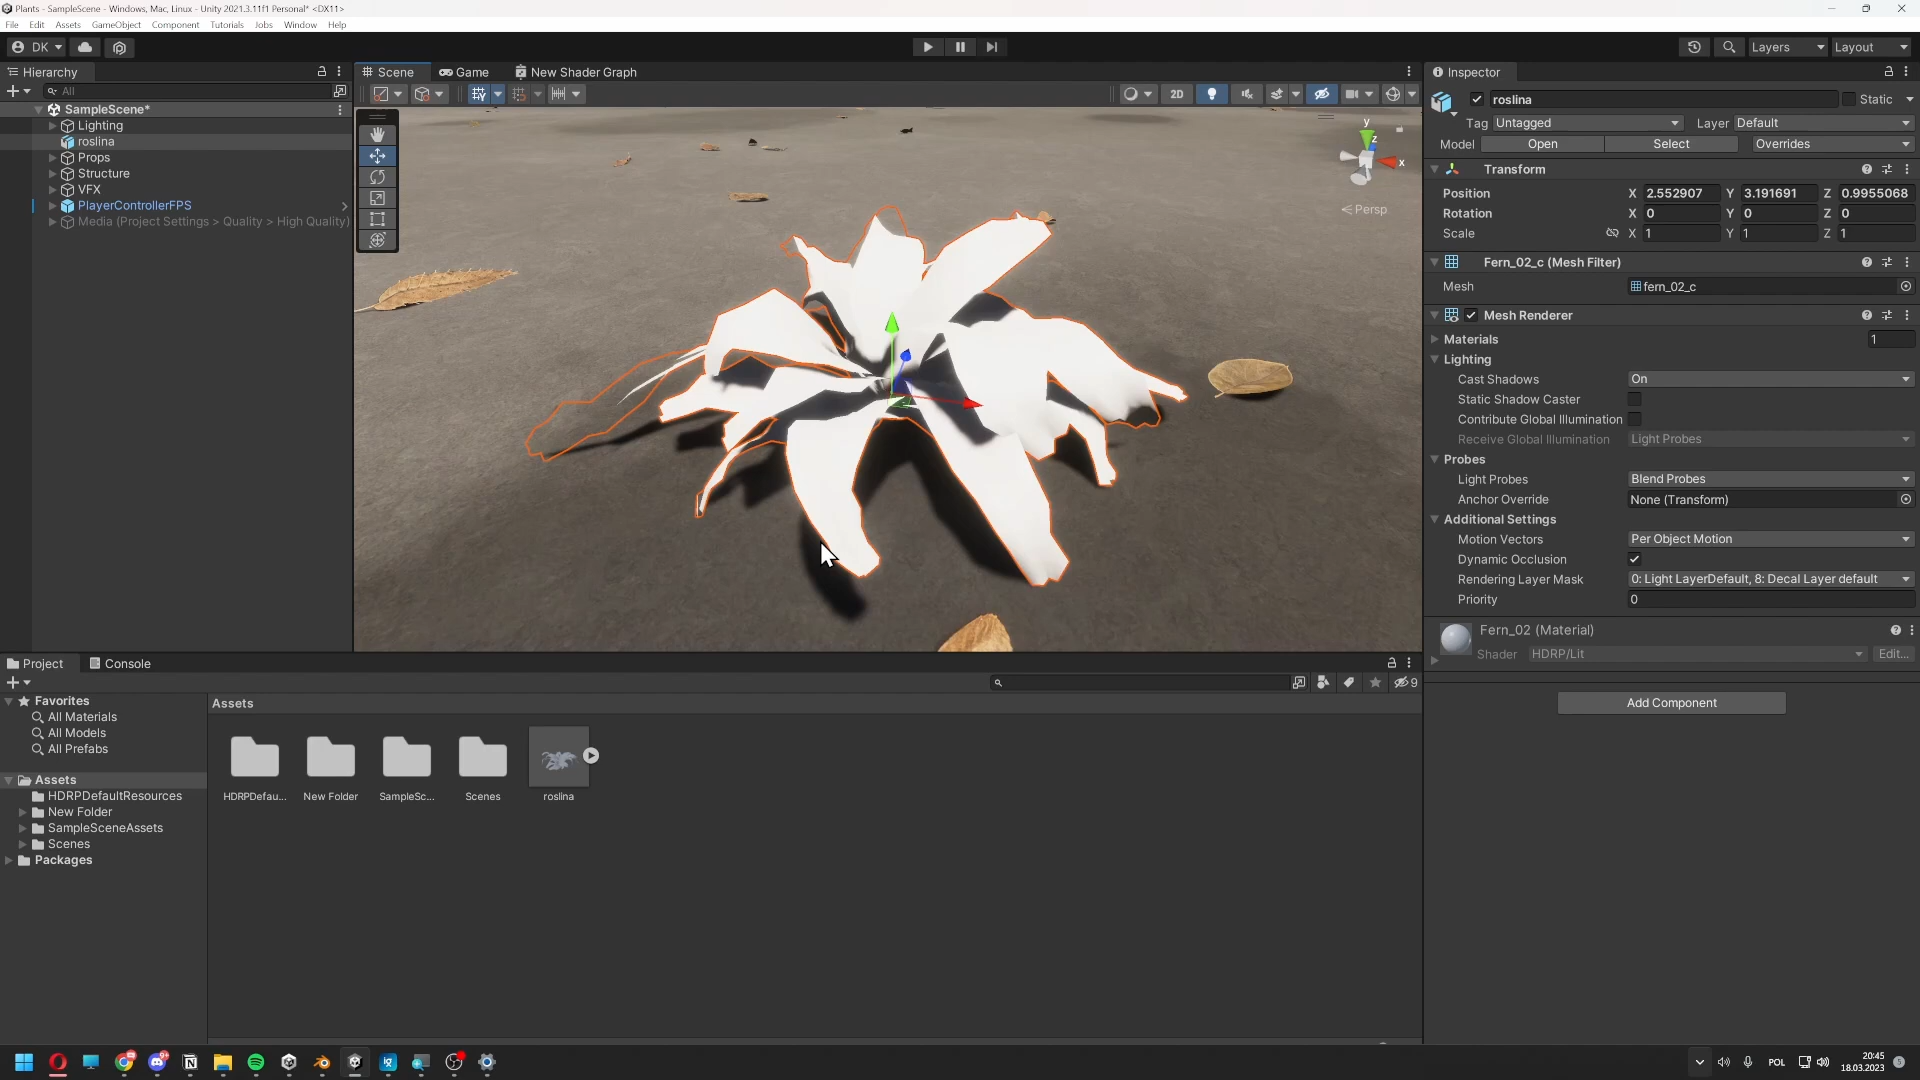 Plants - SampleScene - Windows, Mac, Linux - Unity 2021.3.11f1 Personal* <DX11>
File Edit Assets GameObject Component Tutorials Jobs Window Help
DK Layers Layout
Hierarchy
All
SampleScene*
Lighting
roslina
Props
Structure
VFX
PlayerControllerFPS
Media (Project Settings > Quality > High Quality)
Scene Game New Shader Graph
2D
y
z
x
Persp
Inspector
roslina Static
Tag Untagged Layer Default
Model Open Select Overrides
Transform
Position X 2.552907 Y 3.191691 Z 0.9955068
Rotation X 0 Y 0 Z 0
Scale X 1 Y 1 Z 1
Fern_02_c (Mesh Filter)
Mesh fern_02_c
Mesh Renderer
Materials 1
Lighting
Cast Shadows On
Static Shadow Caster
Contribute Global Illumination
Receive Global Illumination Light Probes
Probes
Light Probes Blend Probes
Anchor Override None (Transform)
Additional Settings
Motion Vectors Per Object Motion
Dynamic Occlusion
Rendering Layer Mask 0: Light LayerDefault, 8: Decal Layer default
Priority 0
Fern_02 (Material)
Shader HDRP/Lit Edit...
Add Component
Project Console
9
Favorites
All Materials
All Models
All Prefabs
Assets
HDRPDefaultResources
New Folder
SampleSceneAssets
Scenes
Packages
Assets
HDRPDefau... New Folder SampleSc... Scenes roslina
POL
20:45
18.03.2023
5